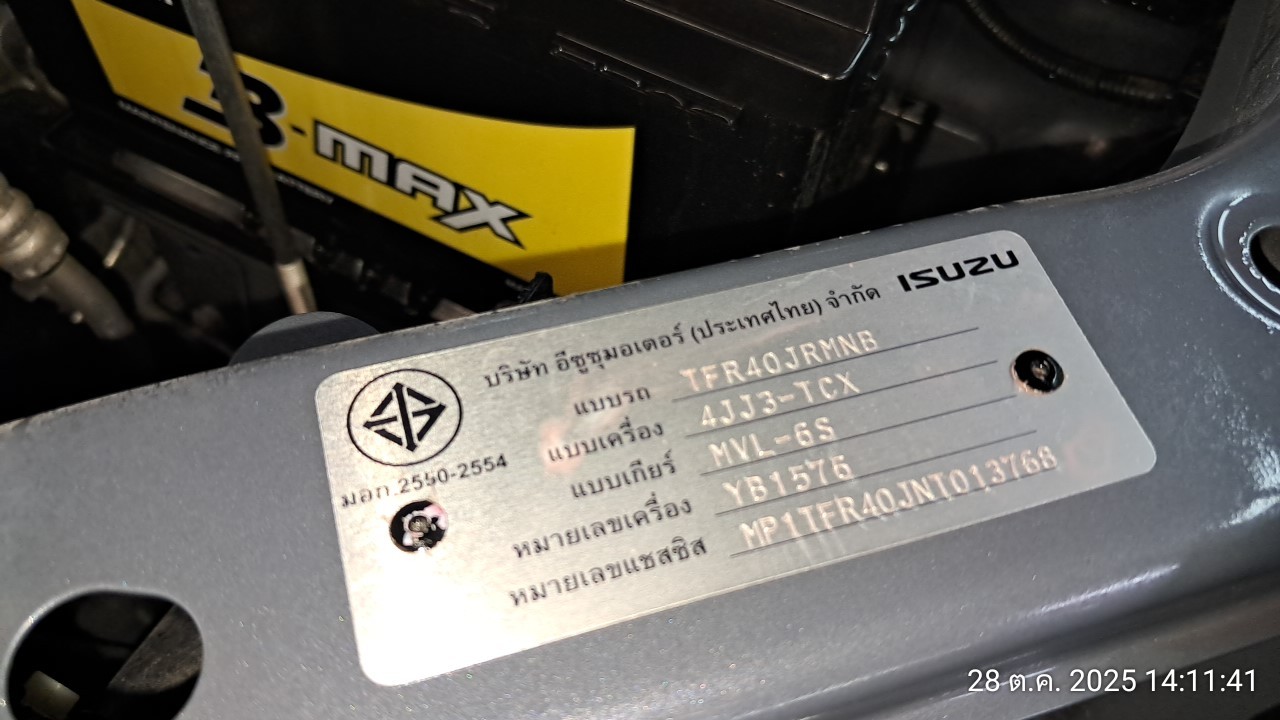 3-MAX
บริษัท อีซูซุมอเตอร์ (ประเทศไทย) จำกัด ISUZU
แบบรถ TFR40JRMNB
แบบเครื่อง 4JJ3-TCX
แบบเกียร์ MVL-6S
มอก.2550-2554
หมายเลขเครื่อง YB1576
หมายเลขแชสซิส MP1TFR40JNT013768
28 ต.ค. 2025 14:11:41